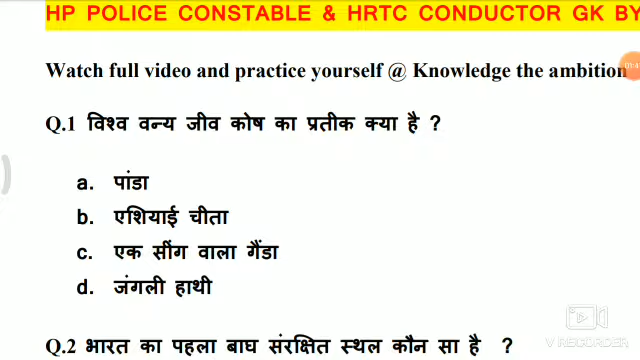 HP POLICE CONSTABLE & HRTC CONDUCTOR GK BY
Watch full video and practice yourself @ Knowledge the ambition
Q.1 विश्व वन्य जीव कोष का प्रतीक क्या है ?
a. पांडा
b. एशियाई चीता
c. एक सींग वाला गैंडा
d. जंगली हाथी
Q.2 भारत का पहला बाघ संरक्षित स्थल कौन सा है ?
V RECORDER